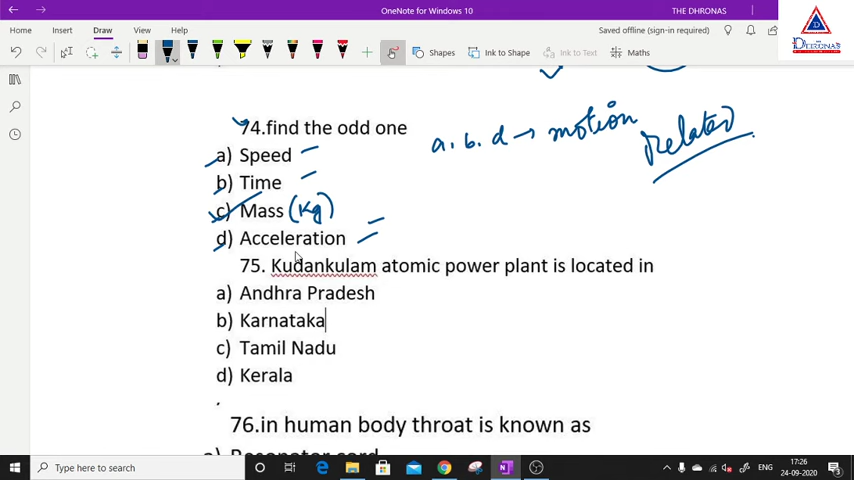 OneNote for Windows 10
THE DHRONAS
Home Insert Draw View Help
Saved offline (sign-in required)
Shapes Ink to Shape Ink to Text Maths
DHRONA'S
74.find the odd one
a) Speed
b) Time
c) Mass (Kg)
d) Acceleration
a. b. d → motion
related
75. Kudankulam atomic power plant is located in
a) Andhra Pradesh
b) Karnataka
c) Tamil Nadu
d) Kerala
76.in human body throat is known as
a) Resonator cord
Type here to search
ENG
17:26
24-09-2020